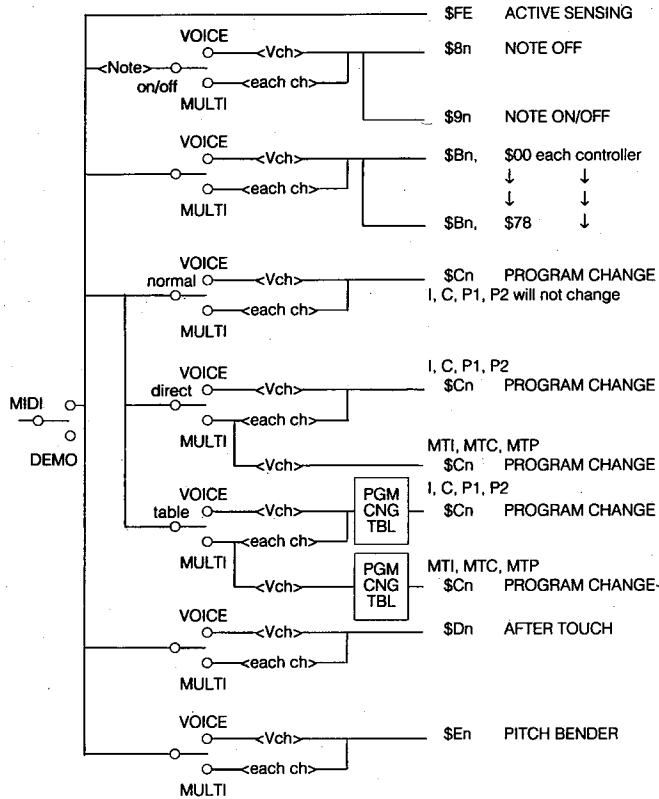 $FE ACTIVE SENSING
VOICE
<Vch> $8n NOTE OFF
<Note>
on/off
<each ch>
MULTI
$9n NOTE ON/OFF
VOICE
<Vch> $Bn, $00 each controller
↓ ↓
<each ch>
↓ ↓
MULTI
$Bn, $78 ↓
VOICE
normal <Vch> $Cn PROGRAM CHANGE
I, C, P1, P2 will not change
<each ch>
MULTI
I, C, P1, P2
VOICE
direct <Vch> $Cn PROGRAM CHANGE
MIDI
<each ch>
MULTI
DEMO
MTI, MTC, MTP
<Vch> $Cn PROGRAM CHANGE
VOICE
I, C, P1, P2
table <Vch> PGM CNG TBL $Cn PROGRAM CHANGE
<each ch>
MULTI
MTI, MTC, MTP
<Vch> PGM CNG TBL $Cn PROGRAM CHANGE
VOICE
<Vch> $Dn AFTER TOUCH
<each ch>
MULTI
VOICE
<Vch> $En PITCH BENDER
<each ch>
MULTI